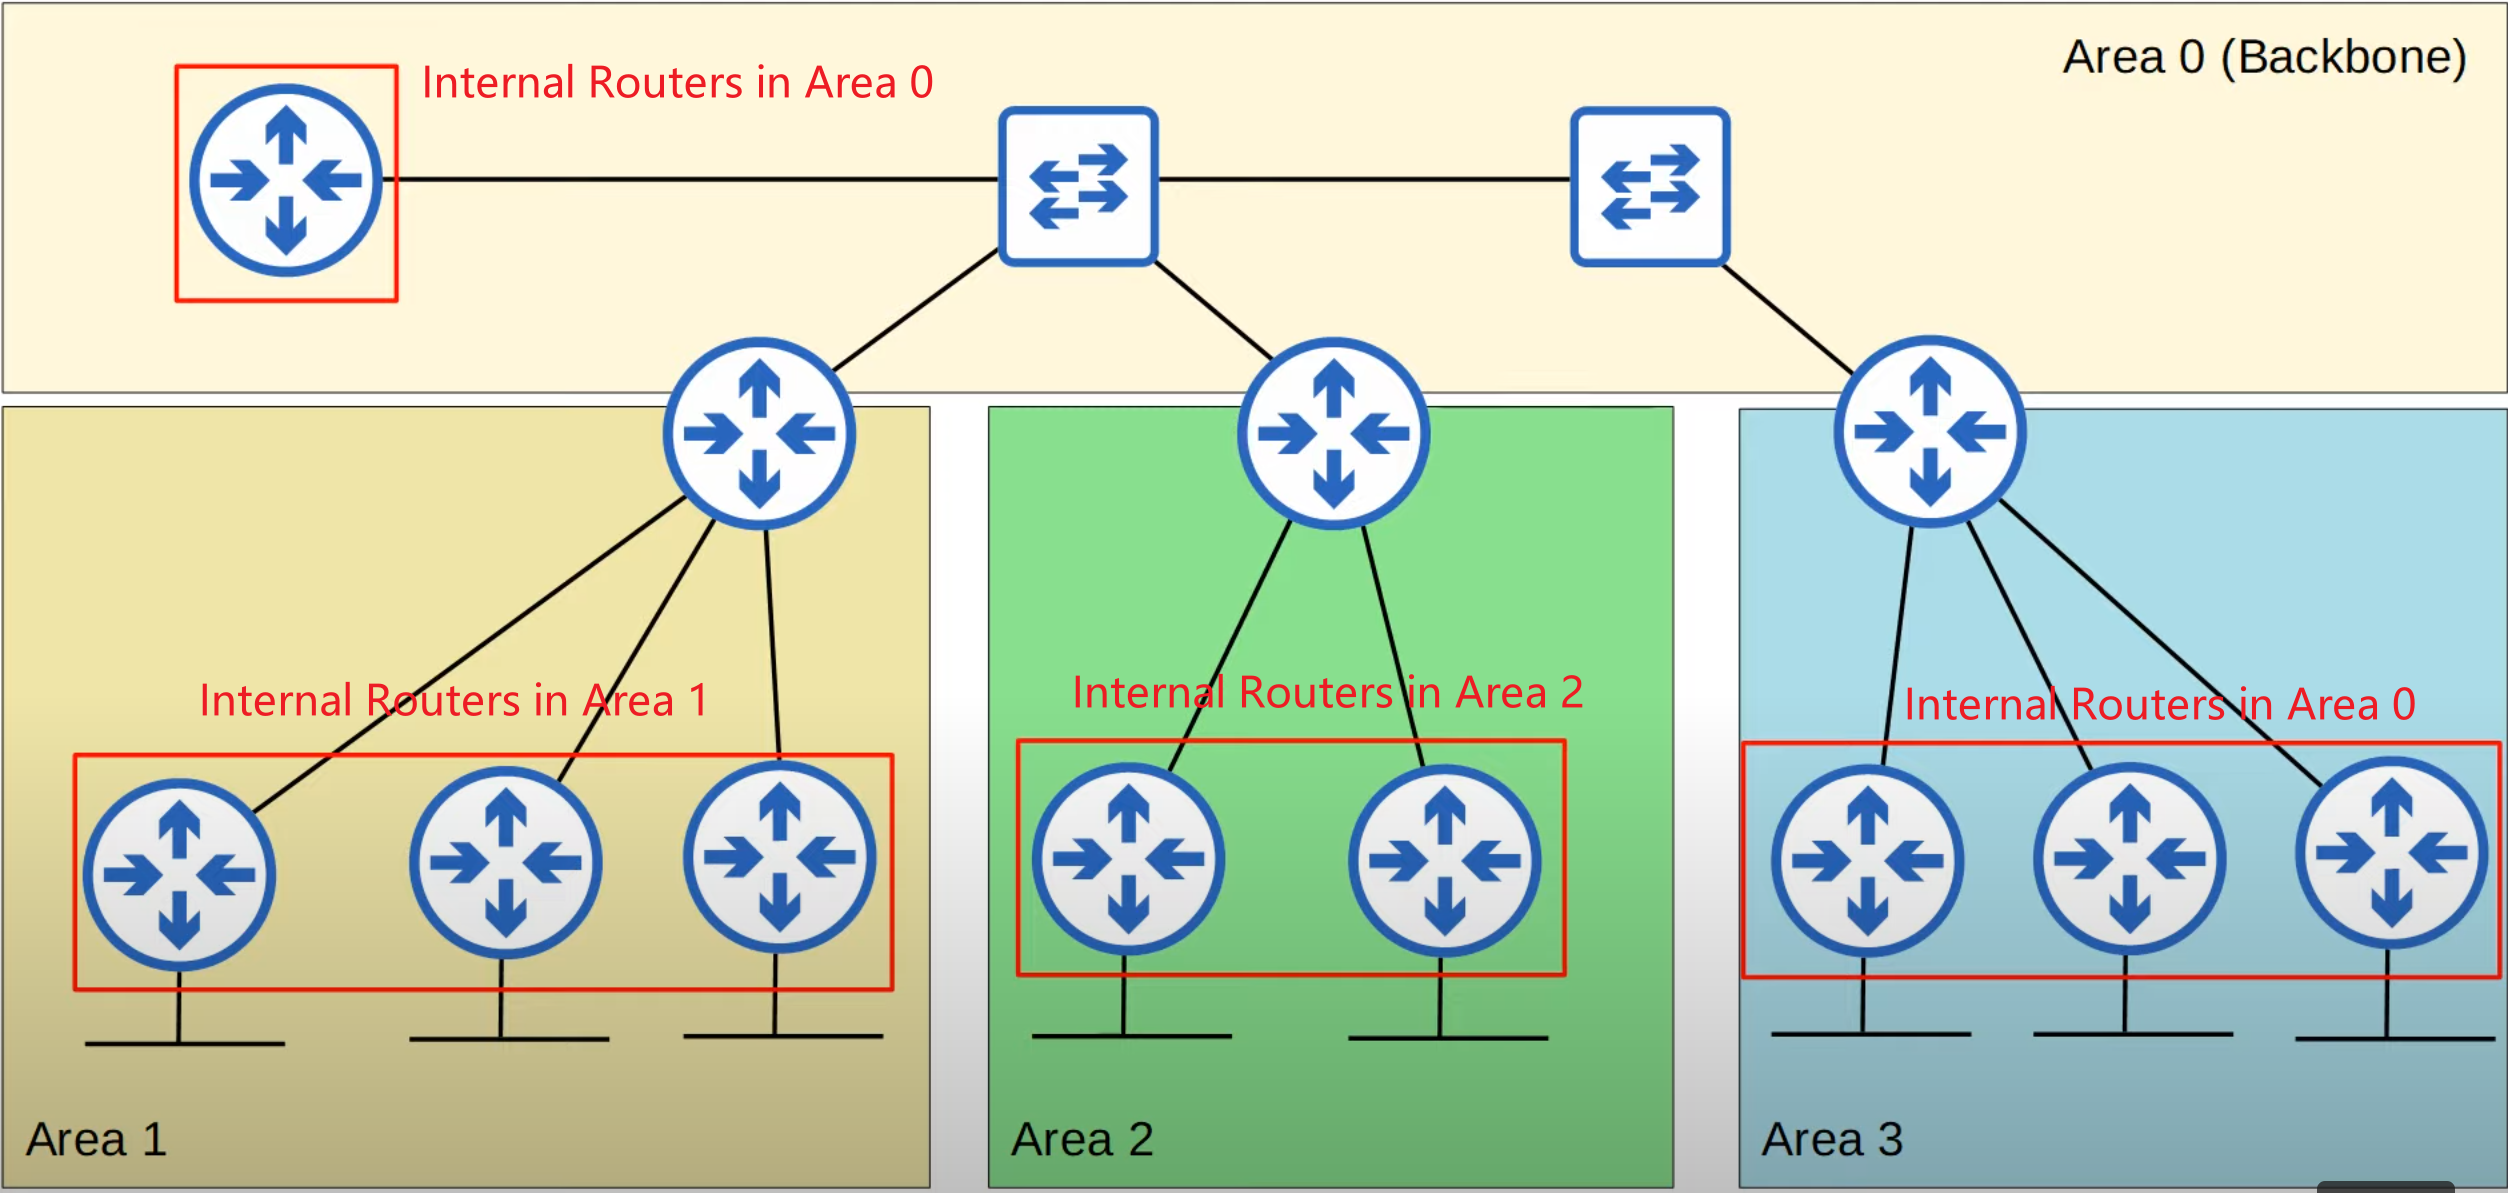 Area 0 (Backbone)
Internal Routers in Area 0
Internal Routers in Area 1
Internal Routers in Area 2
Internal Routers in Area 0
Area 1
Area 2
Area 3